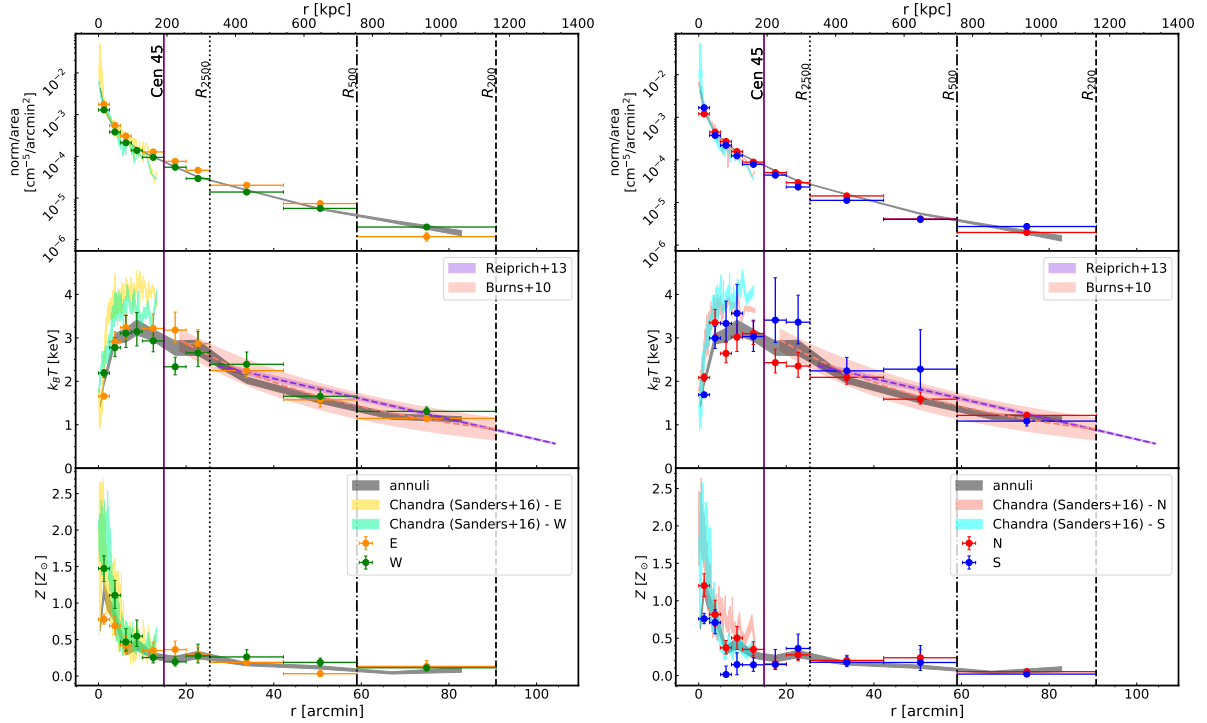 r [kpc]
0 200 400 600 800 1000 1200 1400
norm/area
[cm⁻⁵/arcmin²]
10⁻²
10⁻³
10⁻⁴
10⁻⁵
10⁻⁶
Cen 45
R₂₅₀₀
R₅₀₀
R₂₀₀
k_BT [keV]
4
3
2
1
0
Reiprich+13
Burns+10
Z [Z⊙]
2.5
2.0
1.5
1.0
0.5
0.0
annuli
Chandra (Sanders+16) - E
Chandra (Sanders+16) - W
E
W
0 20 40 60 80 100
r [arcmin]
r [kpc]
0 200 400 600 800 1000 1160 1400
norm/area
[cm⁻⁵/arcmin²]
10⁻²
10⁻³
10⁻⁴
10⁻⁵
10⁻⁶
Cen 45
R₂₅₀₀
R₅₀₀
R₂₀₀
k_BT [keV]
4
3
2
1
0
Reiprich+13
Burns+10
Z [Z⊙]
2.5
2.0
1.5
1.0
0.5
0.0
annuli
Chandra (Sanders+16) - N
Chandra (Sanders+16) - S
N
S
0 20 40 60 80 100
r [arcmin]